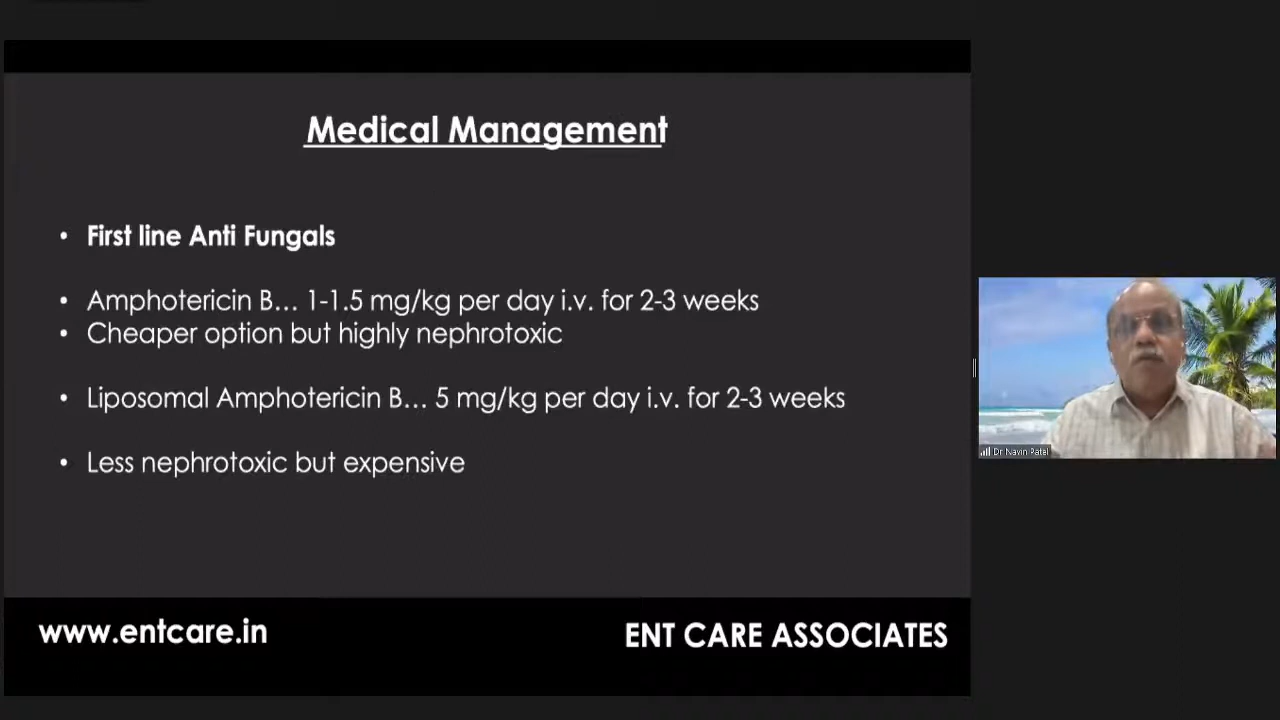 Medical Management
• First line Anti Fungals
• Amphotericin B... 1-1.5 mg/kg per day i.v. for 2-3 weeks
• Cheaper option but highly nephrotoxic
• Liposomal Amphotericin B... 5 mg/kg per day i.v. for 2-3 weeks
• Less nephrotoxic but expensive
www.entcare.in
ENT CARE ASSOCIATES
Dr Navin Patel